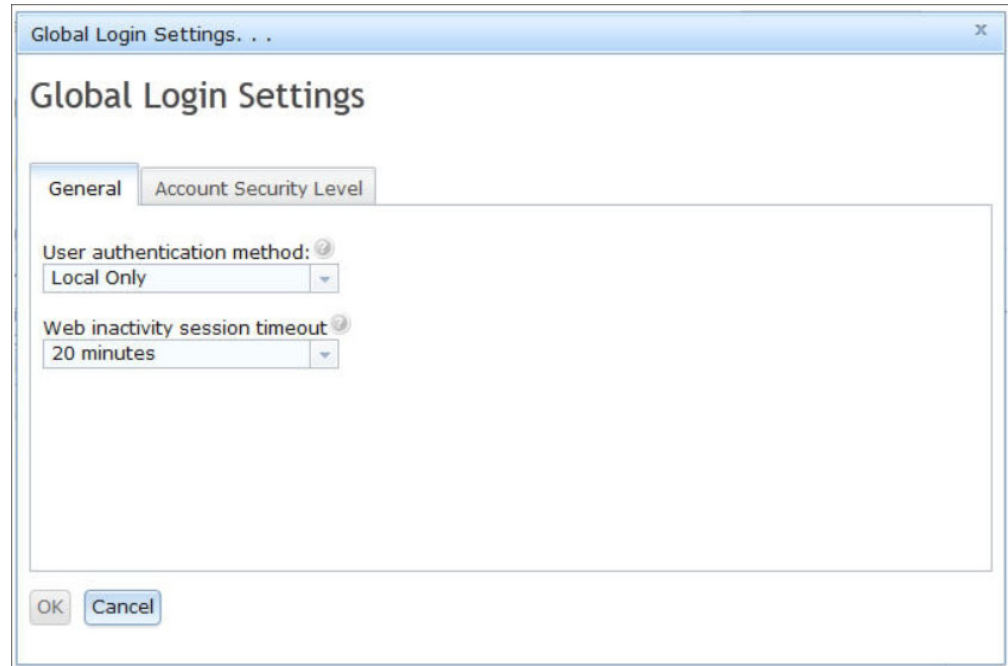 Global Login Settings. . .
x
Global Login Settings
General
Account Security Level
User authentication method: ?
Local Only
Web inactivity session timeout ?
20 minutes
OK
Cancel